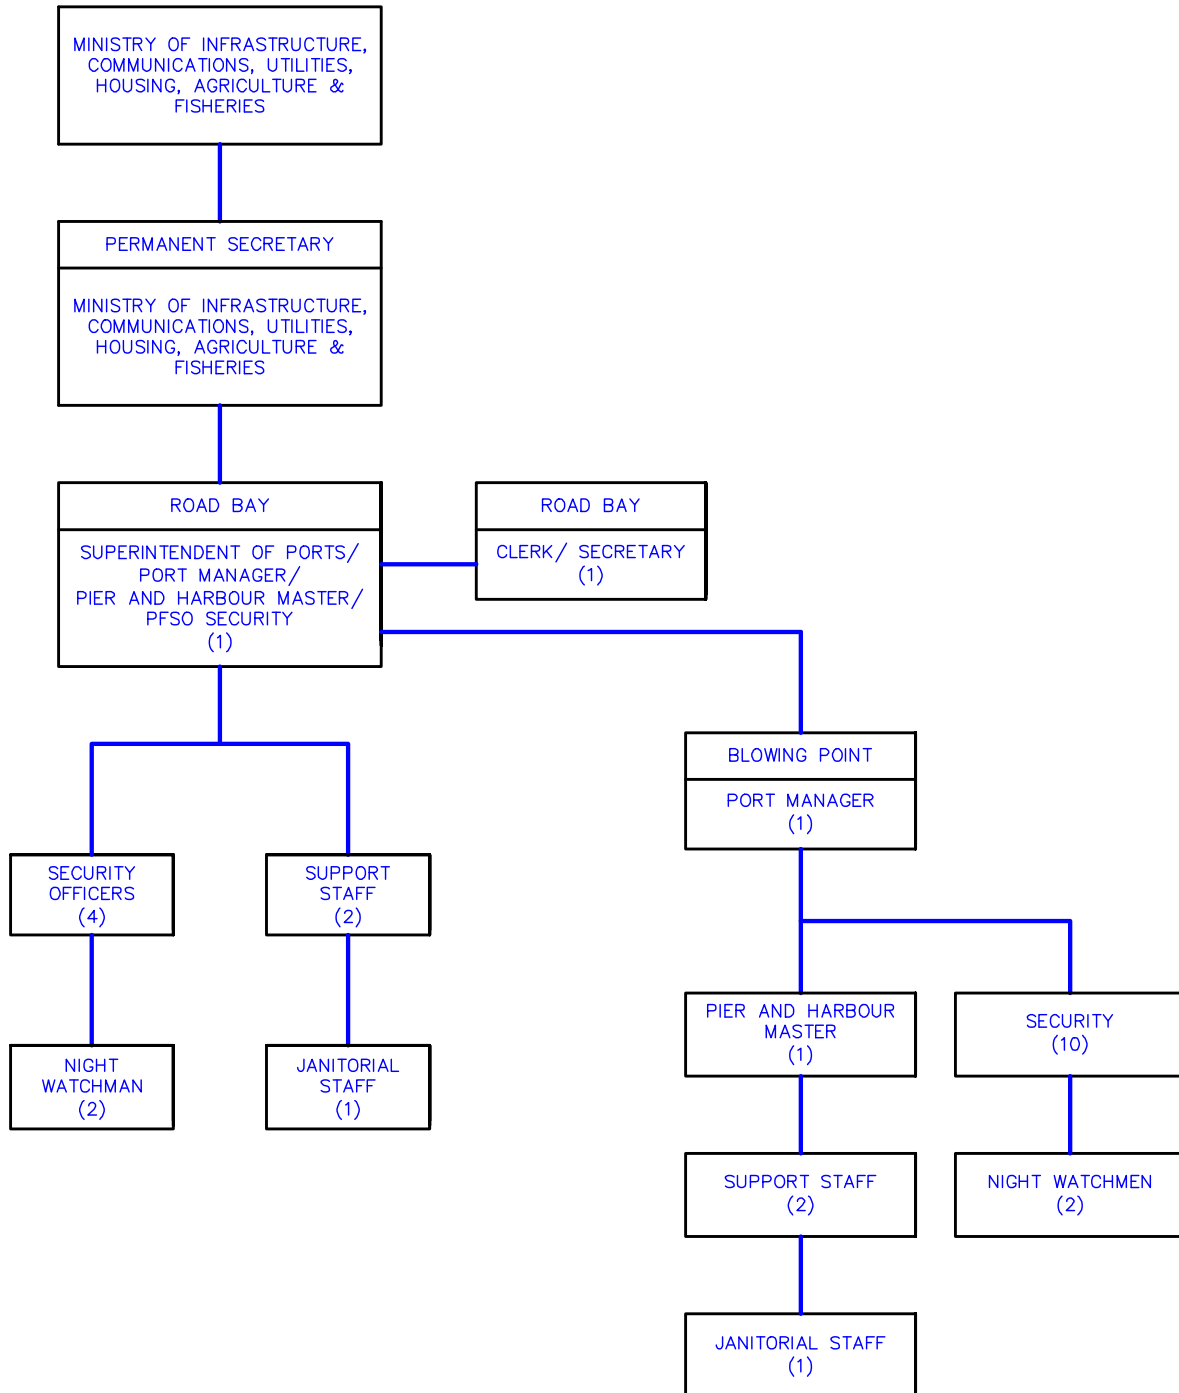 MINISTRY OF INFRASTRUCTURE,
COMMUNICATIONS, UTILITIES,
HOUSING, AGRICULTURE &
FISHERIES
PERMANENT SECRETARY
MINISTRY OF INFRASTRUCTURE,
COMMUNICATIONS, UTILITIES,
HOUSING, AGRICULTURE &
FISHERIES
ROAD BAY
SUPERINTENDENT OF PORTS/
PORT MANAGER/
PIER AND HARBOUR MASTER/
PFSO SECURITY
(1)
ROAD BAY
CLERK/ SECRETARY
(1)
SECURITY
OFFICERS
(4)
SUPPORT
STAFF
(2)
NIGHT
WATCHMAN
(2)
JANITORIAL
STAFF
(1)
BLOWING POINT
PORT MANAGER
(1)
PIER AND HARBOUR
MASTER
(1)
SECURITY
(10)
SUPPORT STAFF
(2)
NIGHT WATCHMEN
(2)
JANITORIAL STAFF
(1)